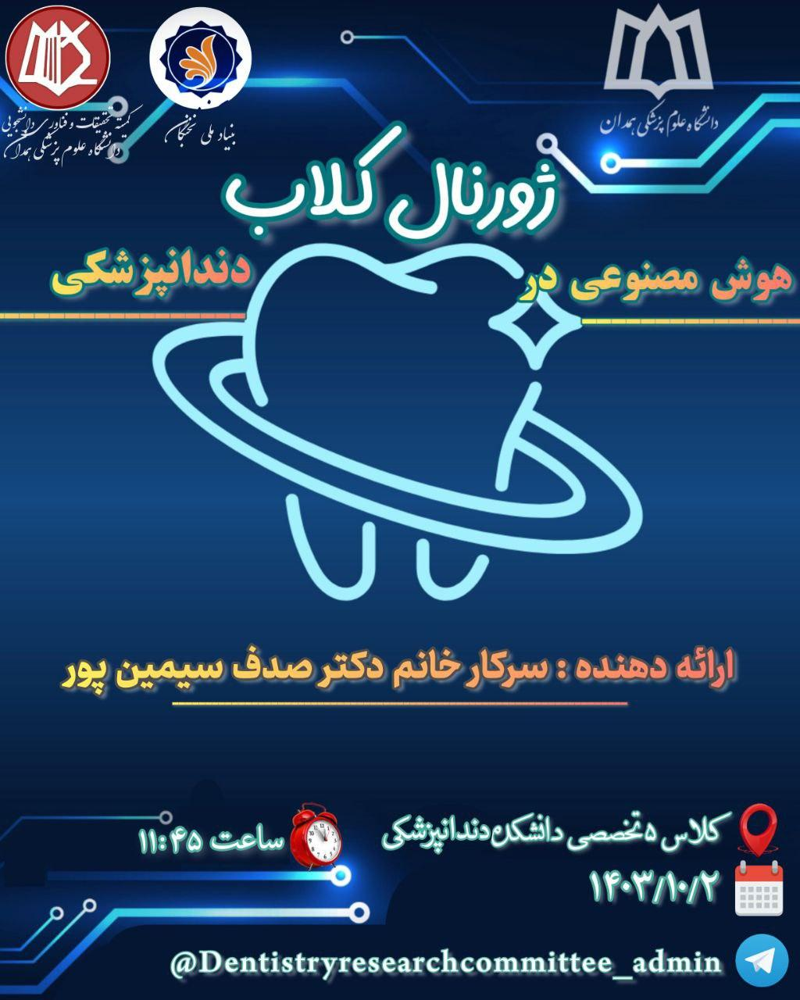 دانشگاه علوم پزشکی همدان
بنیاد ملی نخبگان
کمیته تحقیقات و فناوری دانشجویی
دانشگاه علوم پزشکی همدان
ژورنال کلاب
هوش مصنوعی در دندانپزشکی
ارائه دهنده : سرکار خانم دکتر صدف سیمین پور
کلاس ۵ تخصصی دانشکده دندانپزشکی
ساعت ۱۱:۴۵
۱۴۰۳/۱۰/۲
@Dentistryresearchcommittee_admin